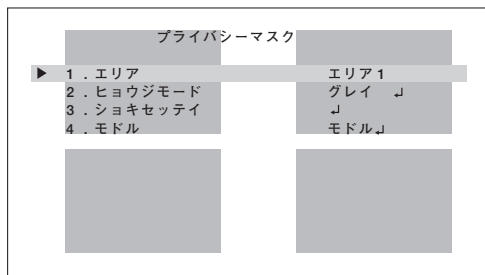 プライバシーマスク
▶ 1．エリア エリア1
2．ヒョウジモード グレイ ↲
3．ショキセッテイ ↲
4．モドル モドル↲